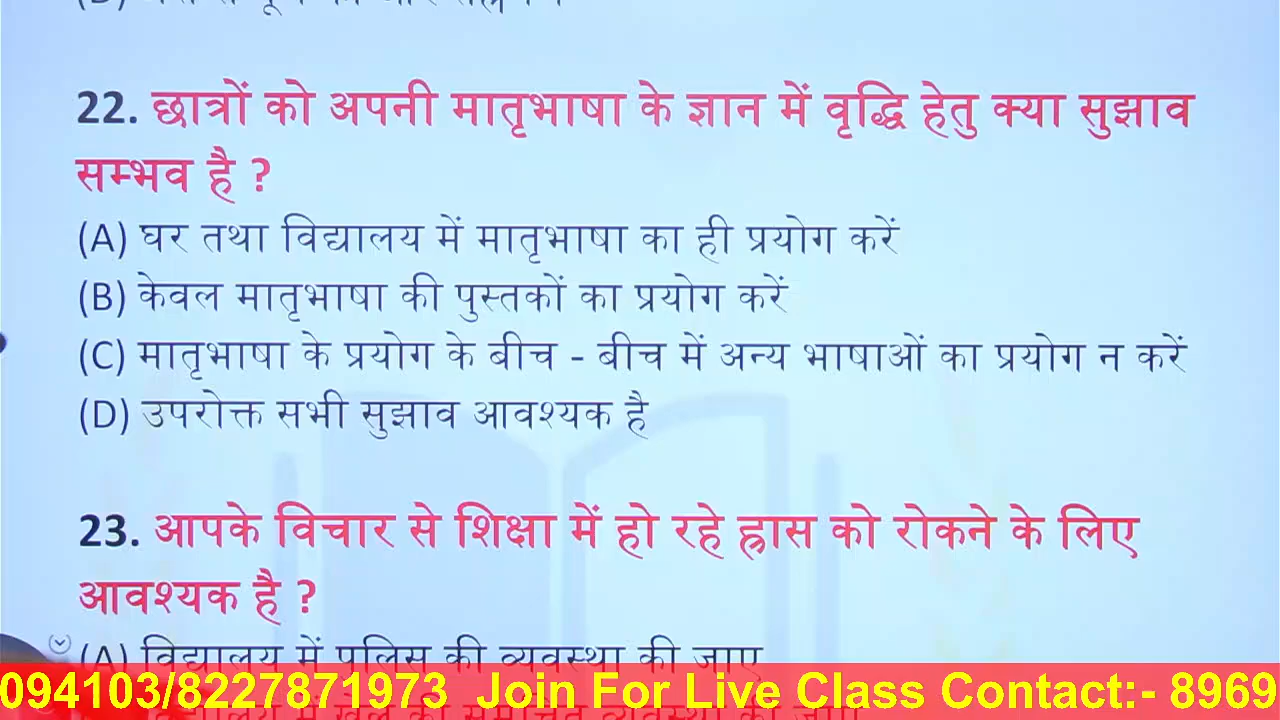 22. छात्रों को अपनी मातृभाषा के ज्ञान में वृद्धि हेतु क्या सुझाव
सम्भव है ?
(A) घर तथा विद्यालय में मातृभाषा का ही प्रयोग करें
(B) केवल मातृभाषा की पुस्तकों का प्रयोग करें
(C) मातृभाषा के प्रयोग के बीच - बीच में अन्य भाषाओं का प्रयोग न करें
(D) उपरोक्त सभी सुझाव आवश्यक है
23. आपके विचार से शिक्षा में हो रहे ह्रास को रोकने के लिए
आवश्यक है ?
(A) विद्यालय में पुलिस की व्यवस्था की जाए
094103/8227871973 Join For Live Class Contact:- 8969